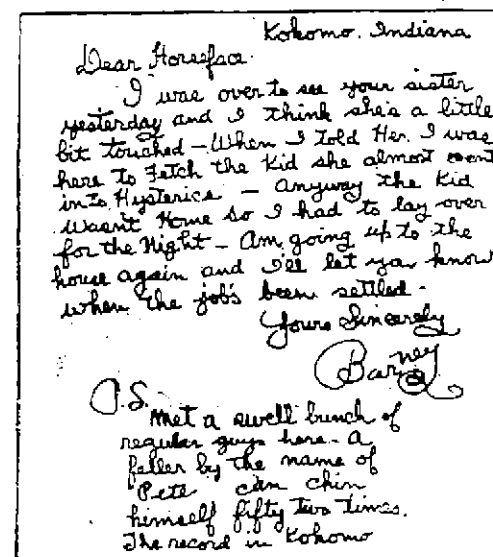 Kokomo. Indiana
Dear Horseface.
I was over to see your sister
yesterday and I think she's a little
bit touched - When I Told Her I was
here to Fetch the Kid she almost went
into Hysterics - Anyway the Kid
Wasn't Home so I had to lay over
for the Night - Am going up to the
house again and I'll let you know
when the job's been settled -
Yours Sincerely
Barney
P.S.
Met a swell bunch of
regular guys here - a
feller by the name of
Pete can chin
himself fifty two times.
The record in Kokomo